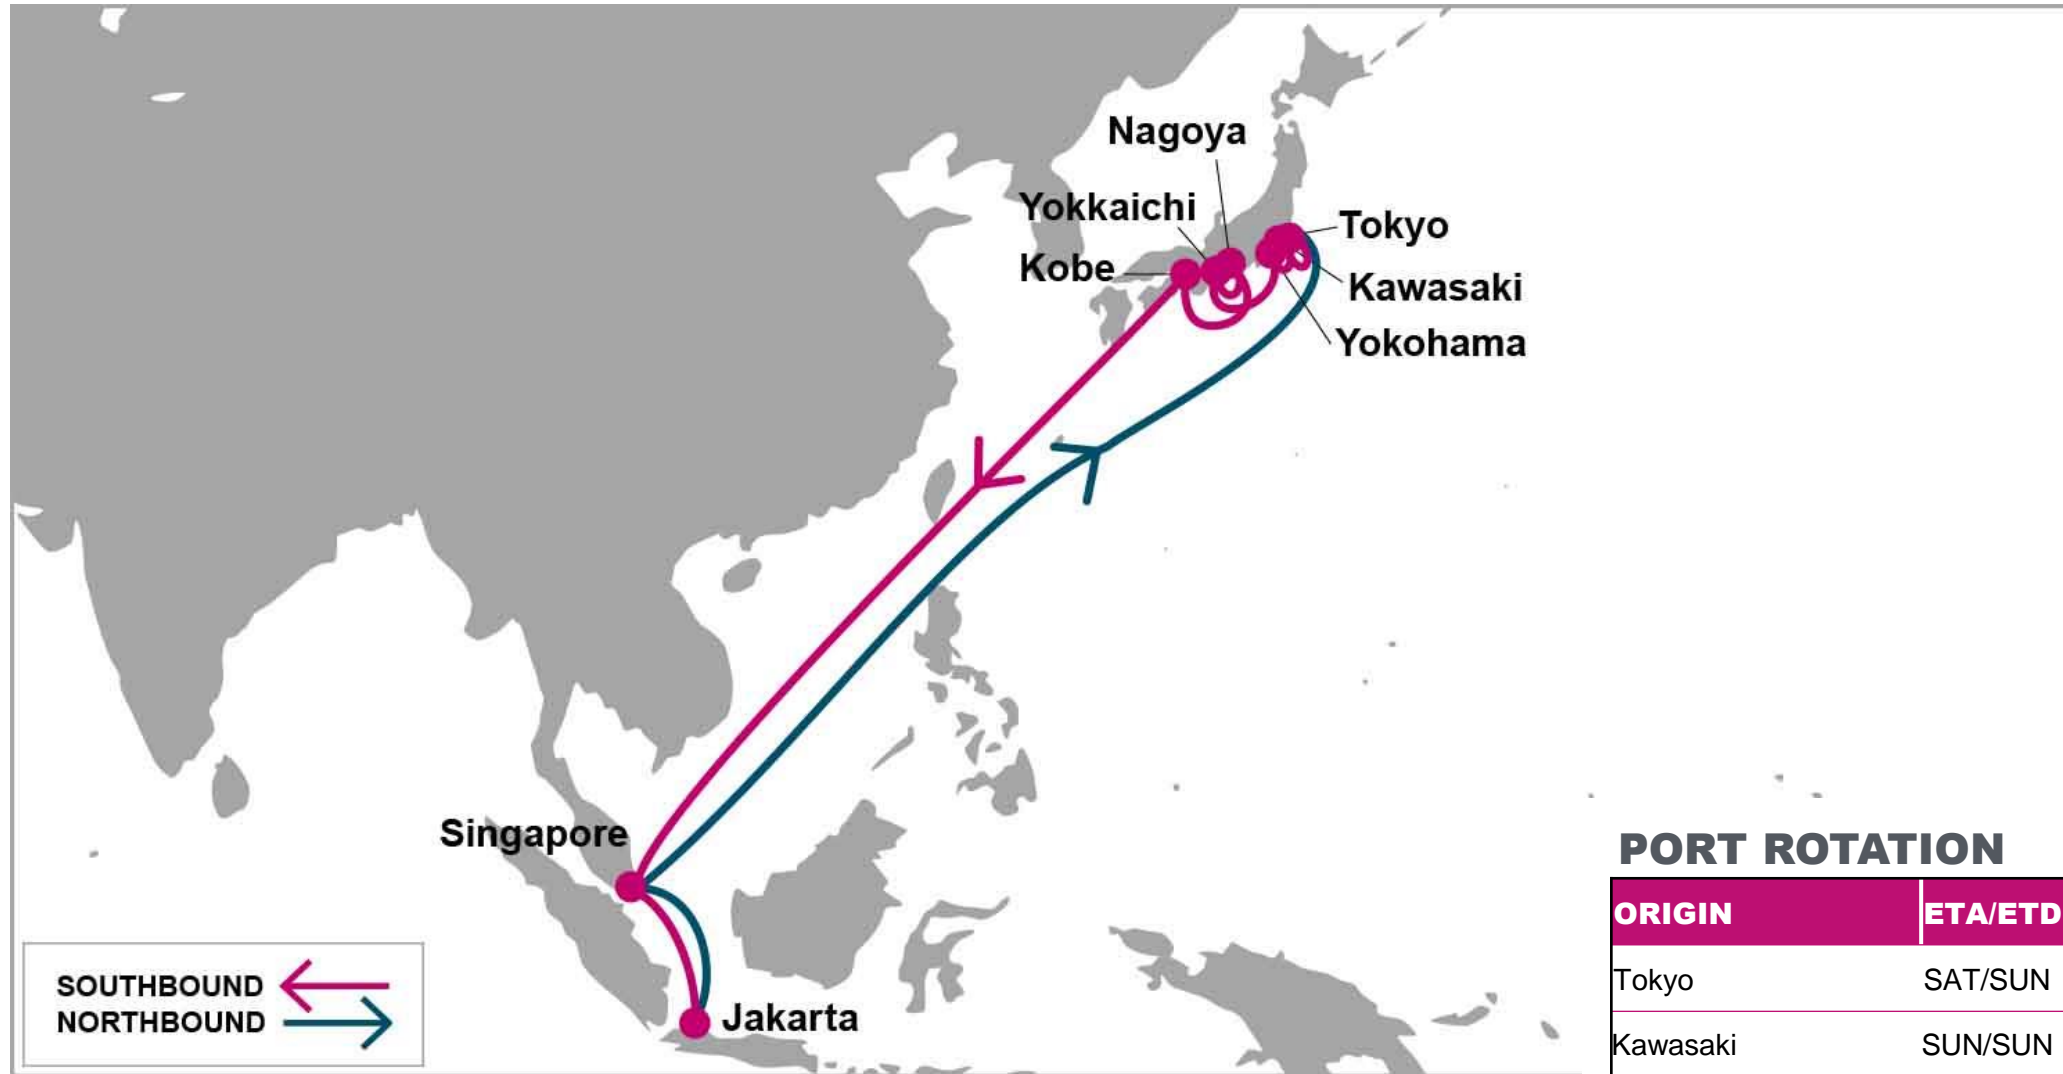 Nagoya
Yokkaichi
Tokyo
Kobe
Kawasaki
Yokohama
Singapore
Jakarta
SOUTHBOUND
NORTHBOUND
PORT ROTATION
ORIGIN ETA/ETD
Tokyo SAT/SUN
Kawasaki SUN/SUN